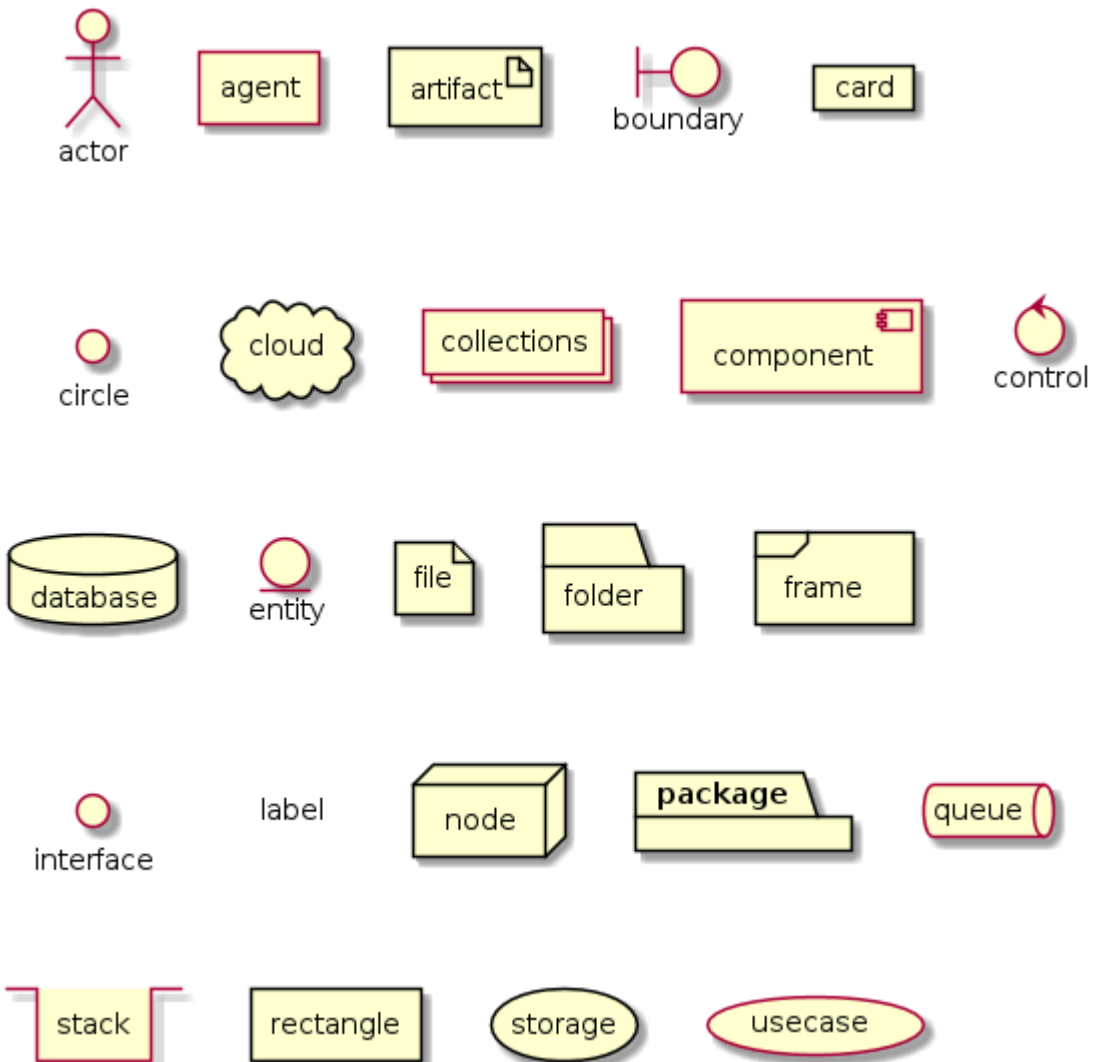 actor
agent
artifact
boundary
card
circle
cloud
collections
component
control
database
entity
file
folder
frame
interface
label
node
package
queue
stack
rectangle
storage
usecase